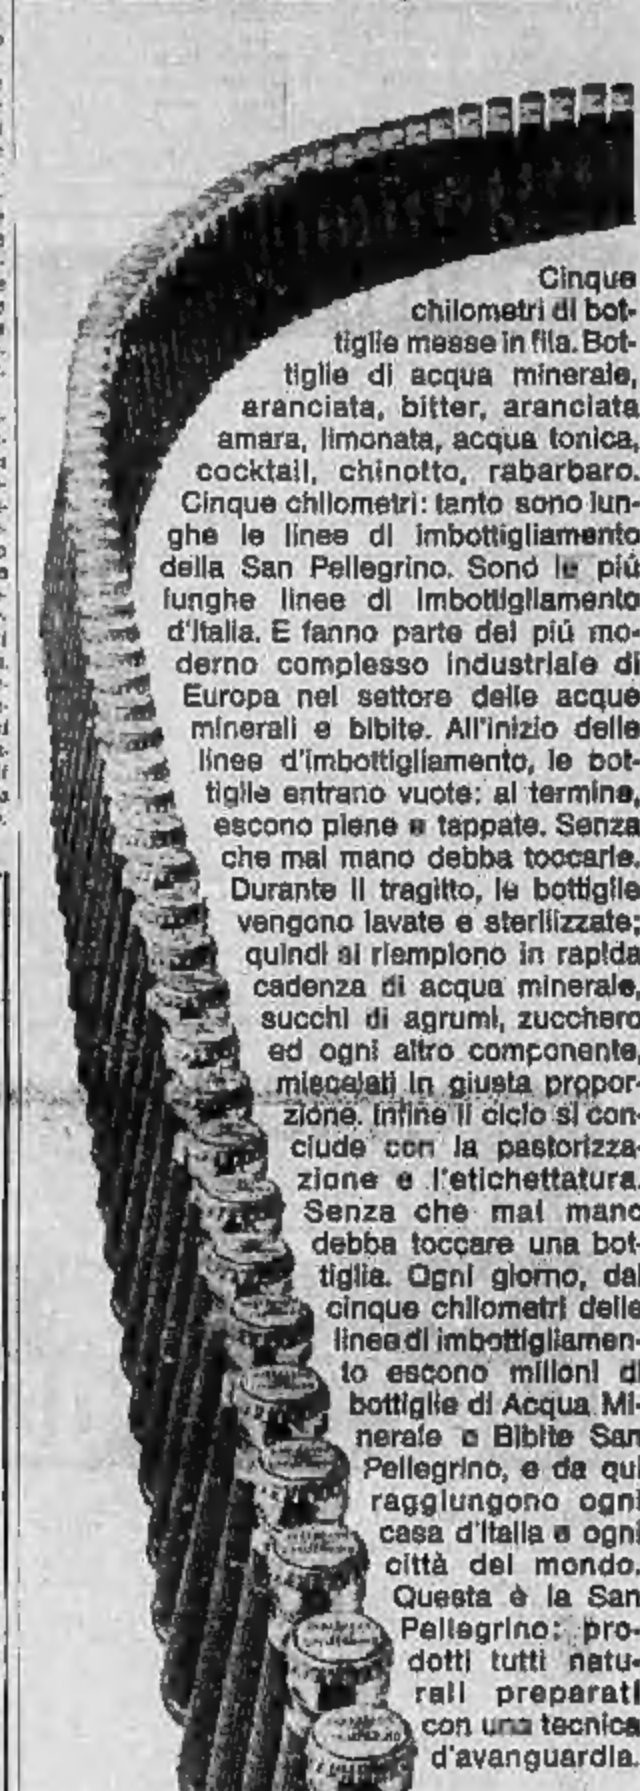 Cinque
chilometri di bot-
tiglie messe in fila. Bot-
tiglie di acqua minerale,
aranciata, bitter, aranciata
amara, limonata, acqua tonica,
cocktail, chinotto, rabarbaro.
Cinque chilometri: tanto sono lun-
ghe le linee di imbottigliamento
della San Pellegrino. Sono le più
lunghe linee di imbottigliamento
d'Italia. E fanno parte del più mo-
derno complesso industriale di
Europa nel settore delle acque
minerali e bibite. All'inizio delle
linee d'imbottigliamento, le bot-
tiglie entrano vuote: al termine,
escono piene e tappate. Senza
che mai mano debba toccarle.
Durante il tragitto, le bottiglie
vengono lavate e sterilizzate;
quindi si riempiono in rapida
cadenza di acqua minerale,
succhi di agrumi, zucchero
ed ogni altro componente,
miscelati in giusta propor-
zione. Infine il ciclo si con-
clude con la pastorizza-
zione e l'etichettatura.
Senza che mai mano
debba toccare una bot-
tiglia. Ogni giorno, dai
cinque chilometri delle
linee di imbottigliamen-
to escono milioni di
bottiglie di Acqua Mi-
nerale e Bibite San
Pellegrino, e da qui
raggiungono ogni
casa d'Italia e ogni
città del mondo.
Questa è la San
Pellegrino: pro-
dotti tutti natu-
rali preparati
con una tecnica
d'avanguardia.